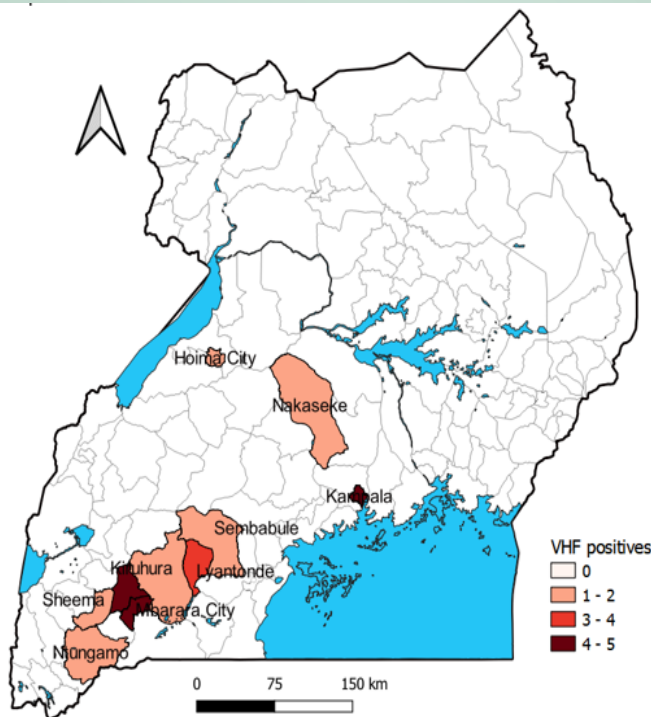 Hoima City
Nakaseke
Kampala
Sembabule
Kiruhura
Lyantonde
Sheema
Mbarara City
Ntungamo
VHF positives
0
1 - 2
3 - 4
4 - 5
0 75 150 km